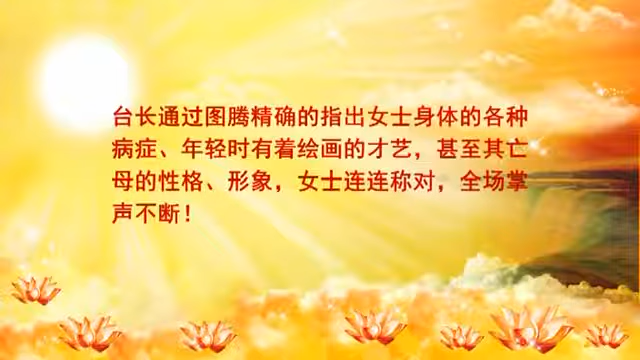 台长通过图腾精确的指出女士身体的各种
病症、年轻时有着绘画的才艺，甚至其亡
母的性格、形象，女士连连称对，全场掌
声不断！